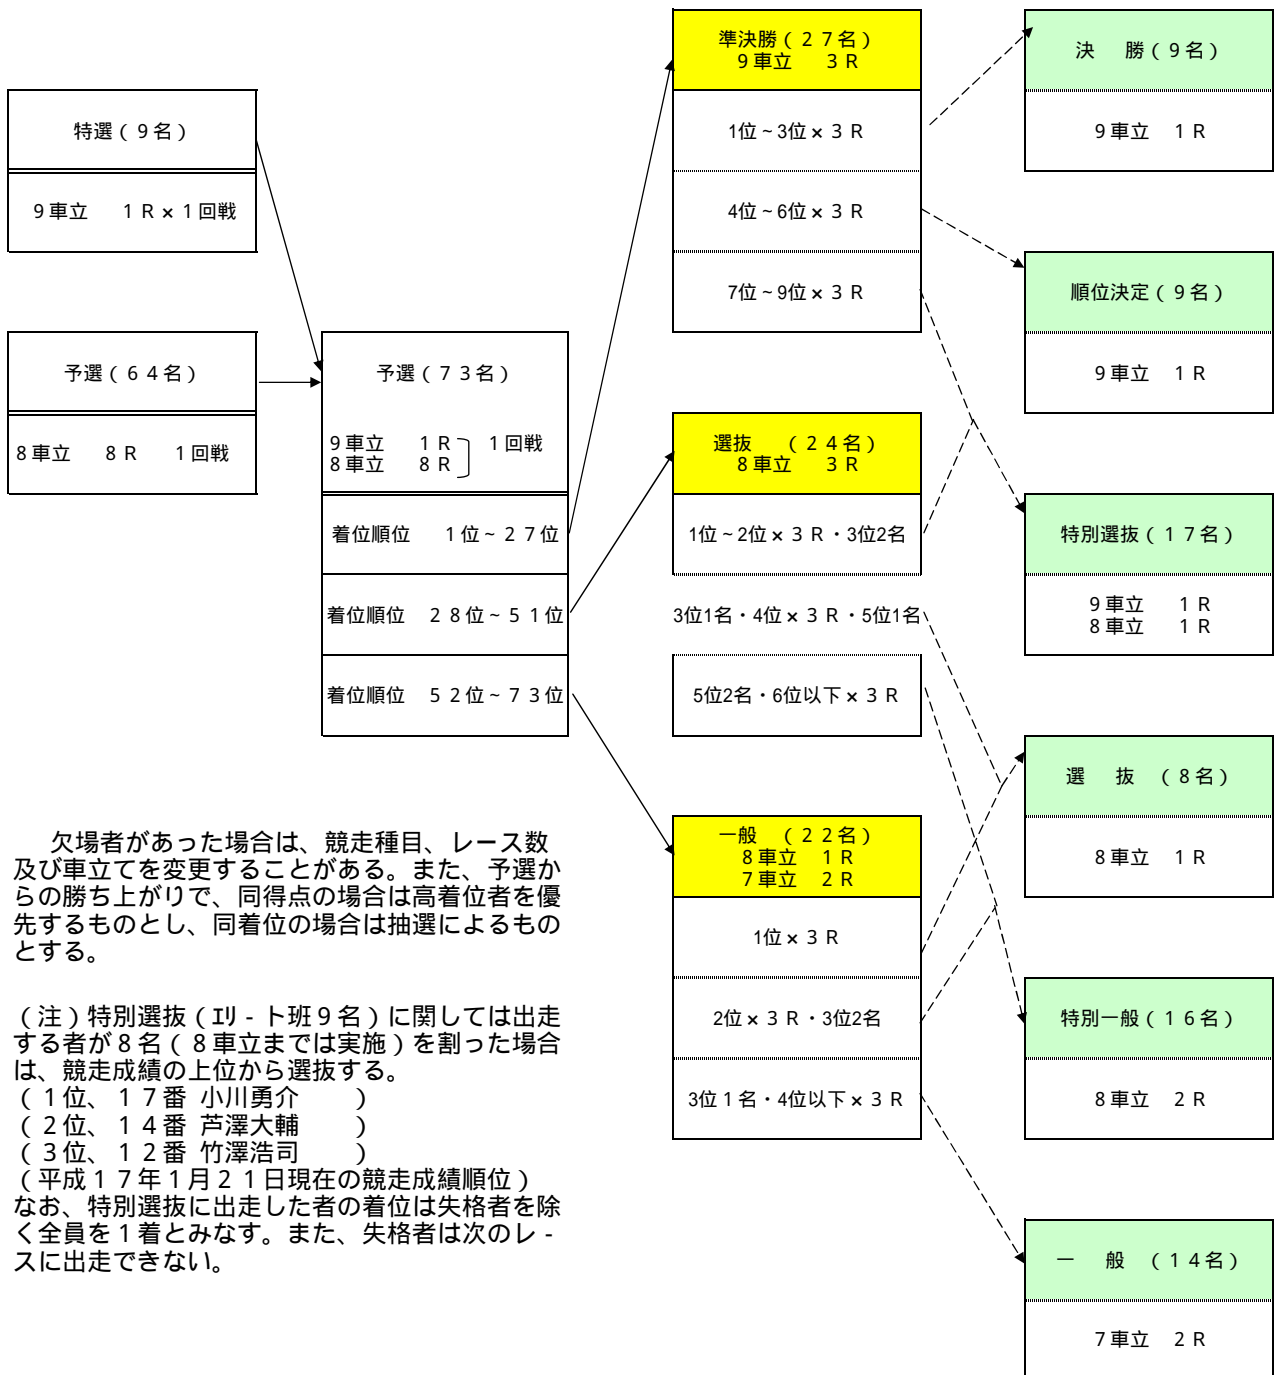 特選(9名)
9車立 1R×1回戦
予選(64名)
8車立 8R 1回戦
予選(73名)
9車立 1R
8車立 8R
1回戦
着位順位 1位~27位
着位順位 28位~51位
着位順位 52位~73位
準決勝(27名)
9車立 3R
1位~3位×3R
4位~6位×3R
7位~9位×3R
選抜 (24名)
8車立 3R
1位~2位×3R・3位2名
3位1名・4位×3R・5位1名
5位2名・6位以下×3R
一般 (22名)
8車立 1R
7車立 2R
1位×3R
2位×3R・3位2名
3位1名・4位以下×3R
決 勝(9名)
9車立 1R
順位決定(9名)
9車立 1R
特別選抜(17名)
9車立 1R
8車立 1R
選 抜 (8名)
8車立 1R
特別一般(16名)
8車立 2R
一 般 (14名)
7車立 2R
欠場者があった場合は、競走種目、レース数
及び車立てを変更することがある。また、予選か
らの勝ち上がりで、同得点の場合は高着位者を優
先するものとし、同着位の場合は抽選によるもの
とする。
(注)特別選抜(エリ-ト班9名)に関しては出走
する者が8名(8車立までは実施)を割った場合
は、競走成績の上位から選抜する。
(1位、17番 小川勇介 )
(2位、14番 芦澤大輔 )
(3位、12番 竹澤浩司 )
(平成17年1月21日現在の競走成績順位)
なお、特別選抜に出走した者の着位は失格者を除
く全員を1着とみなす。また、失格者は次のレ-
スに出走できない。